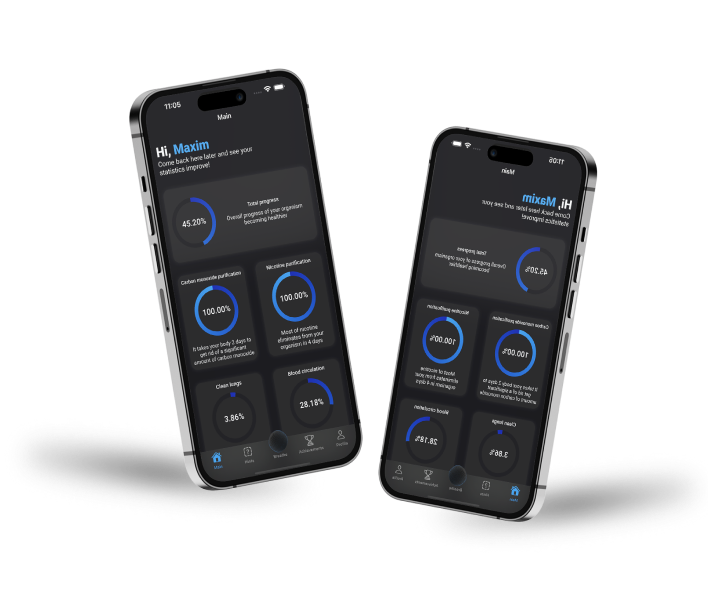 11:05
Main
Hi, Maxim
Come back here later and see your
statistics improve!
45.20%
Total progress
Overall progress of your organism
becoming healthier
Carbon monoxide purification
100.00%
It takes your body 2 days to
get rid of a significant
amount of carbon monoxide
Nicotine purification
100.00%
Most of nicotine
eliminates from your
organism in 4 days
Clean lungs
3.86%
Blood circulation
28.18%
Main
Breathe
Achievements
Profile
11:05
Main
Hi, Maxim
Come back here later and see your
statistics improve!
45.20%
Total progress
Overall progress of your organism
becoming healthier
Nicotine purification
100.00%
Most of nicotine
eliminates from your
organism in 4 days
Carbon monoxide purification
100.00%
It takes your body 2 days to
get rid of a significant
amount of carbon monoxide
Blood circulation
28.18%
Clean lungs
3.86%
Profile
Achievements
Breathe
Main